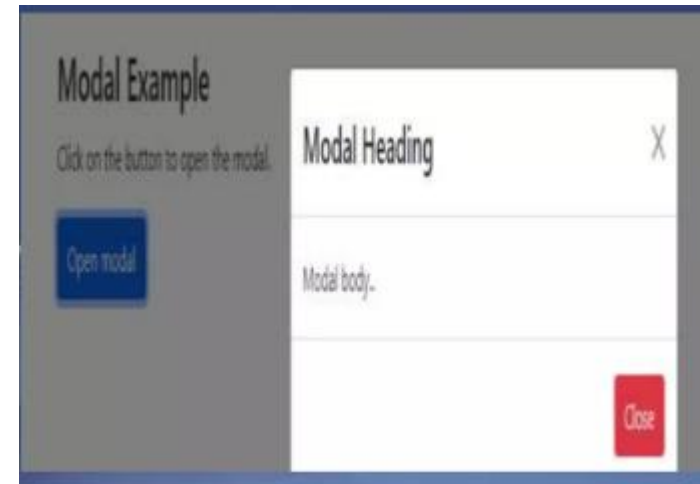 Modal Example
Click on the button to open the modal.
Open modal
Modal Heading
X
Modal body..
Close